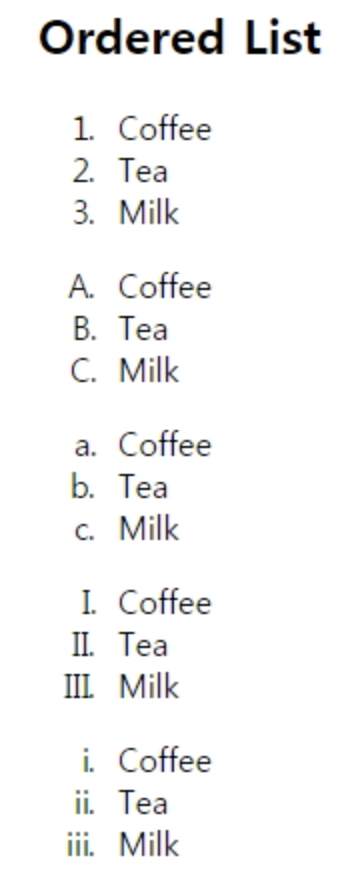 Ordered List
1. Coffee
2. Tea
3. Milk
A. Coffee
B. Tea
C. Milk
a. Coffee
b. Tea
c. Milk
I. Coffee
II. Tea
III. Milk
i. Coffee
ii. Tea
iii. Milk